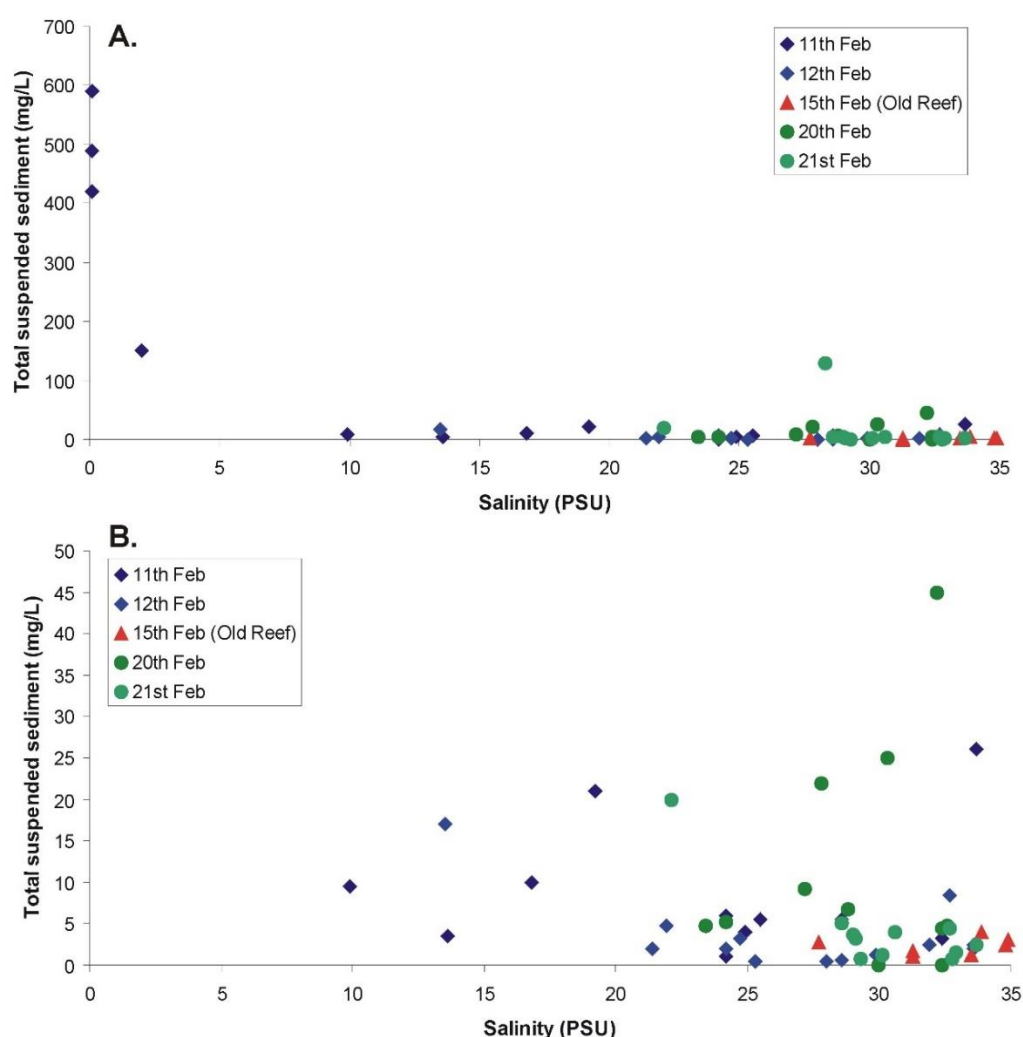 A.
Total suspended sediment (mg/L)
700
600
500
400
300
200
100
0
0 5 10 15 20 25 30 35
Salinity (PSU)
11th Feb
12th Feb
15th Feb (Old Reef)
20th Feb
21st Feb
B.
Total suspended sediment (mg/L)
50
45
40
35
30
25
20
15
10
5
0
0 5 10 15 20 25 30 35
Salinity (PSU)
11th Feb
12th Feb
15th Feb (Old Reef)
20th Feb
21st Feb